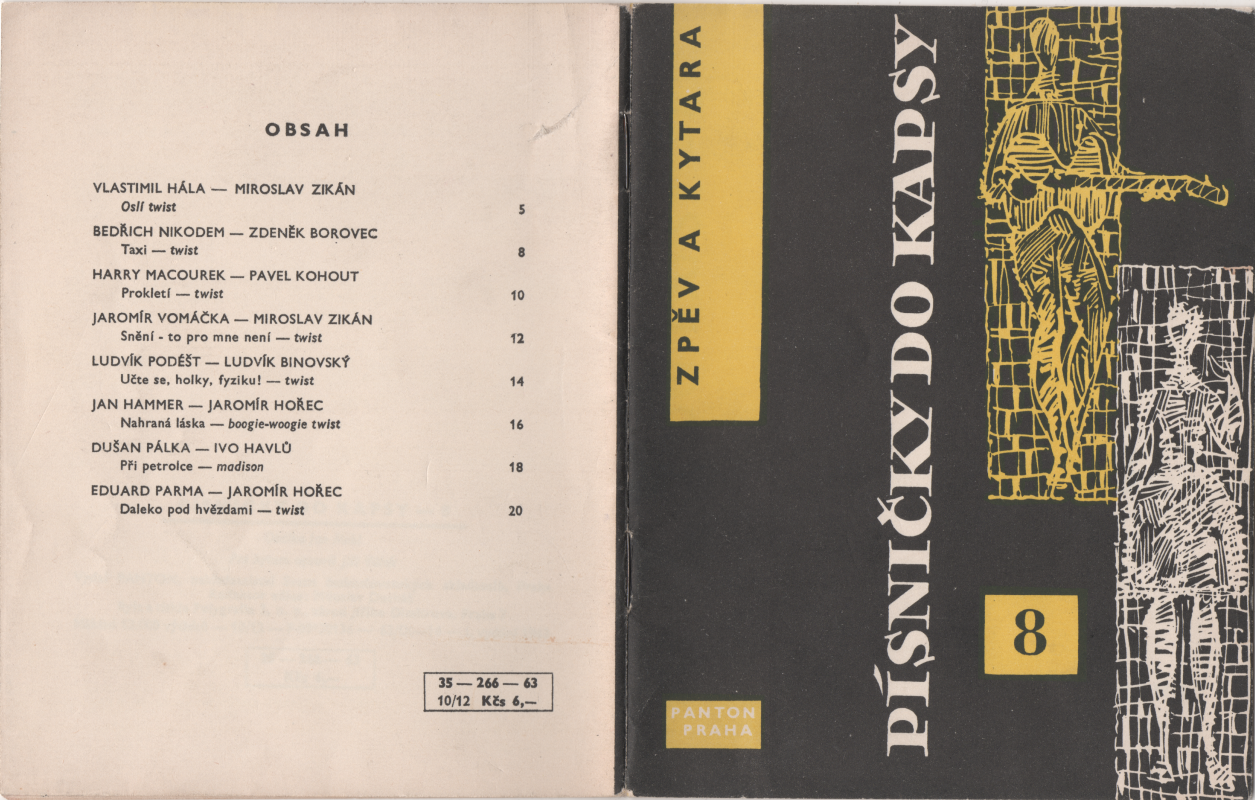 OBSAH
VLASTIMIL HÁLA — MIROSLAV ZIKÁN
Oslí twist 5
BEDŘICH NIKODEM — ZDENĚK BOROVEC
Taxi — twist 8
HARRY MACOUREK — PAVEL KOHOUT
Prokletí — twist 10
JAROMÍR VOMÁČKA — MIROSLAV ZIKÁN
Snění - to pro mne není — twist 12
LUDVÍK PODÉŠT — LUDVÍK BINOVSKÝ
Učte se, holky, fyziku! — twist 14
JAN HAMMER — JAROMÍR HOŘEC
Nahraná láska — boogie-woogie twist 16
DUŠAN PÁLKA — IVO HAVLŮ
Při petrolce — madison 18
EDUARD PARMA — JAROMÍR HOŘEC
Daleko pod hvězdami — twist 20
35 — 266 — 63
10/12 Kčs 6,—
ZPĚV A KYTARA
PÍSNIČKY DO KAPSY
8
PANTON
PRAHA